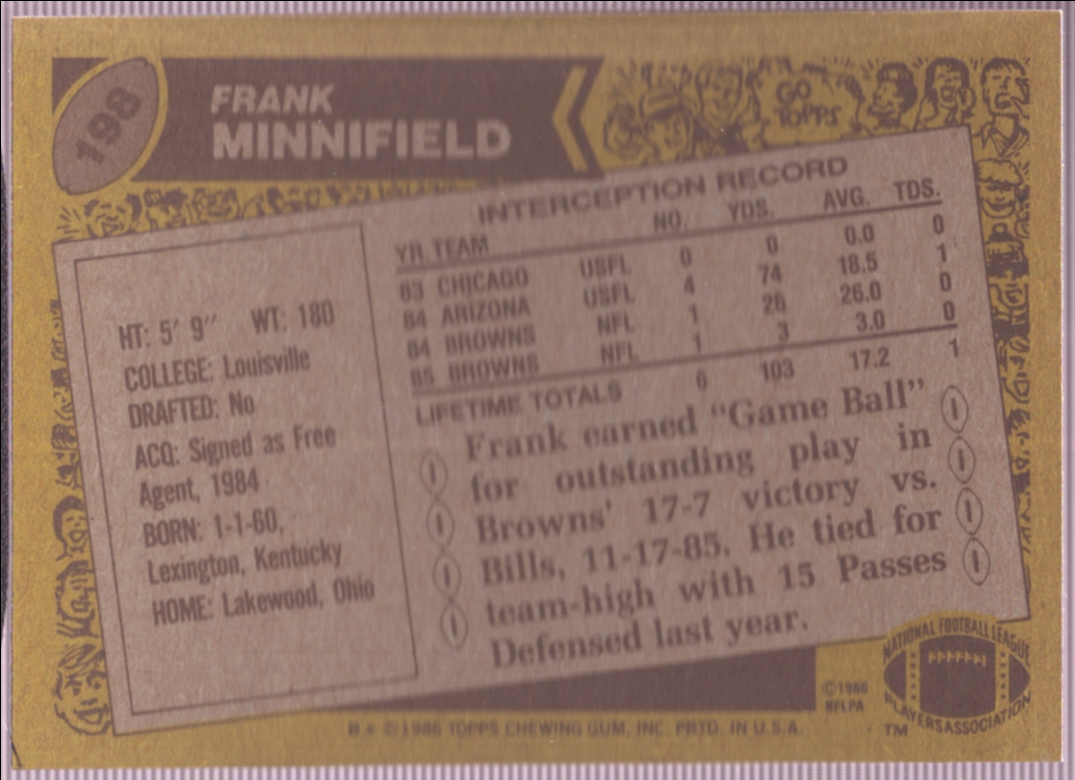 198
FRANK
MINNIFIELD
GO
TOPPS
INTERCEPTION RECORD
YR TEAM NO. YDS. AVG. TDS.
83 CHICAGO USFL 0 0 0.0 0
84 ARIZONA USFL 4 74 18.5 1
84 BROWNS NFL 1 26 26.0 0
85 BROWNS NFL 1 3 3.0 0
LIFETIME TOTALS 6 103 17.2 1
HT: 5' 9" WT: 180
COLLEGE: Louisville
DRAFTED: No
ACQ: Signed as Free
Agent, 1984
BORN: 1-1-60,
Lexington, Kentucky
HOME: Lakewood, Ohio
Frank earned “Game Ball”
for outstanding play in
Browns' 17-7 victory vs.
Bills, 11-17-85. He tied for
team-high with 15 Passes
Defensed last year.
©1986
NFLPA
NATIONAL FOOTBALL LEAGUE
PLAYERS ASSOCIATION
TM
B* ©1986 TOPPS CHEWING GUM, INC. PRTD. IN U.S.A.